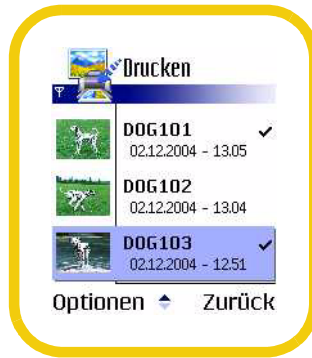 Drucken
DOG101
02.12.2004 - 13.05
DOG102
02.12.2004 - 13.04
DOG103
02.12.2004 - 12.51
Optionen Zurück